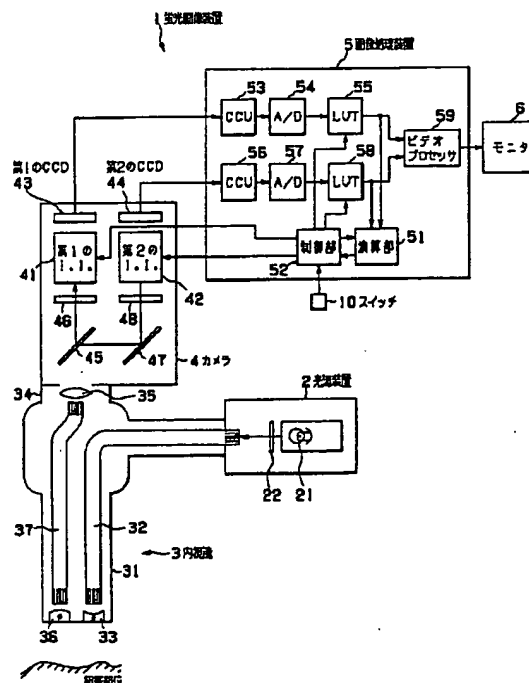 1 蛍光画像装置
5 画像処理装置
53 54 55
CCU A/D LUT
59
ビデオ
プロセッサ
6
モニタ
56 57 58
CCU A/D LUT
第1のCCD
43
第2のCCD
44
41
第1の
I.I.
第2の
I.I.
42
制御部
52
演算部
51
10 スイッチ
46 48
45 47
4 カメラ
34 35
2 光源装置
22 21
37 32
3 内視鏡
31
36 33